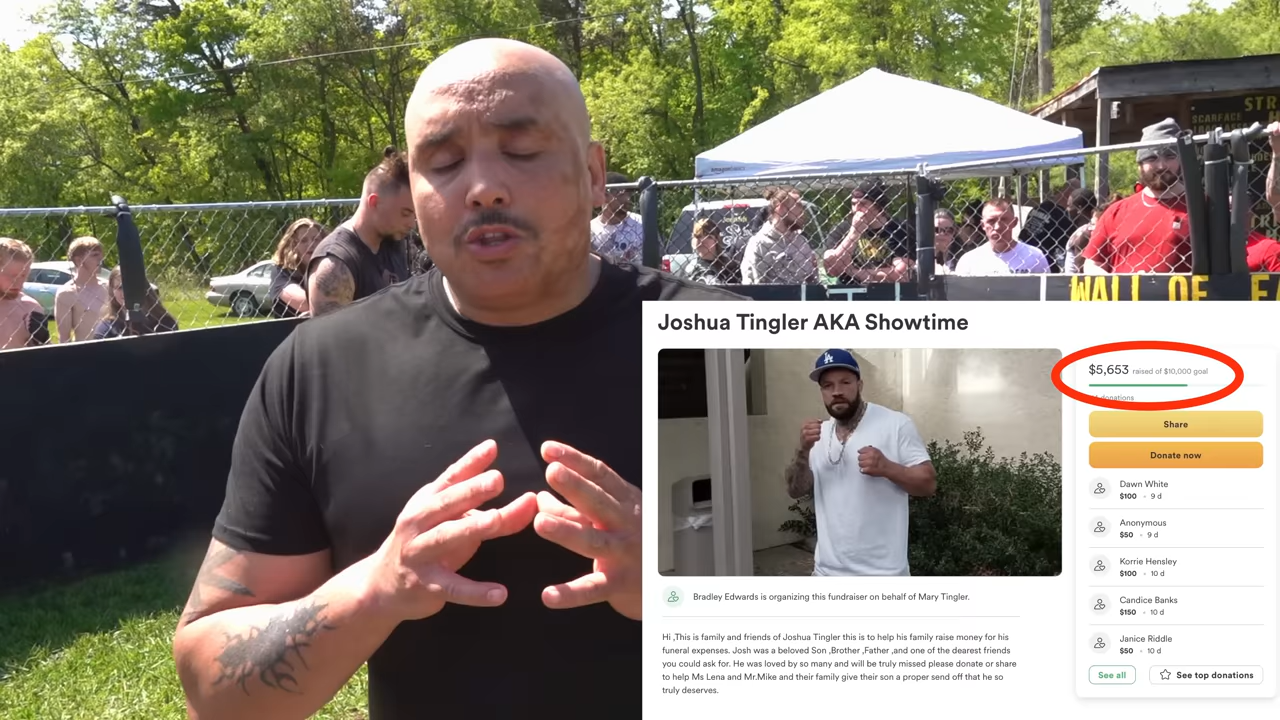 STR
SCARFACE
WALL OF FA
Joshua Tingler AKA Showtime
$5,653 raised of $10,000 goal
donations
Share
Donate now
Dawn White
$100 • 9 d
Anonymous
$50 • 9 d
Korrie Hensley
$100 • 10 d
Candice Banks
$150 • 10 d
Janice Riddle
$50 • 10 d
See all
See top donations
LA
Bradley Edwards is organizing this fundraiser on behalf of Mary Tingler.
Hi ,This is family and friends of Joshua Tingler this is to help his family raise money for his
funeral expenses. Josh was a beloved Son ,Brother ,Father ,and one of the dearest friends
you could ask for. He was loved by so many and will be truly missed please donate or share
to help Ms Lena and Mr.Mike and their family give their son a proper send off that he so
truly deserves.